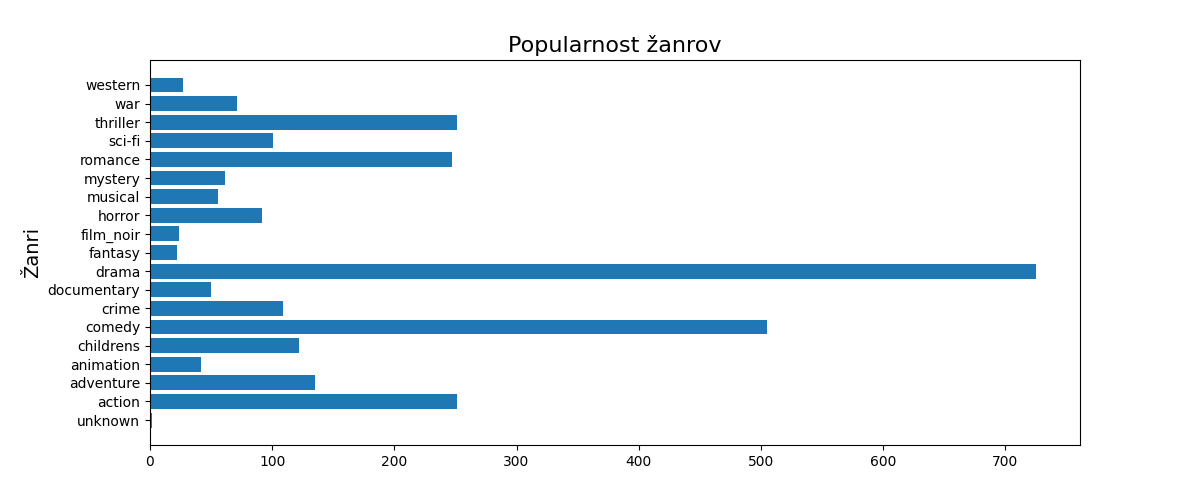 Popularnost žanrov
Žanri
western
war
thriller
sci-fi
romance
mystery
musical
horror
film_noir
fantasy
drama
documentary
crime
comedy
childrens
animation
adventure
action
unknown
0 100 200 300 400 500 600 700